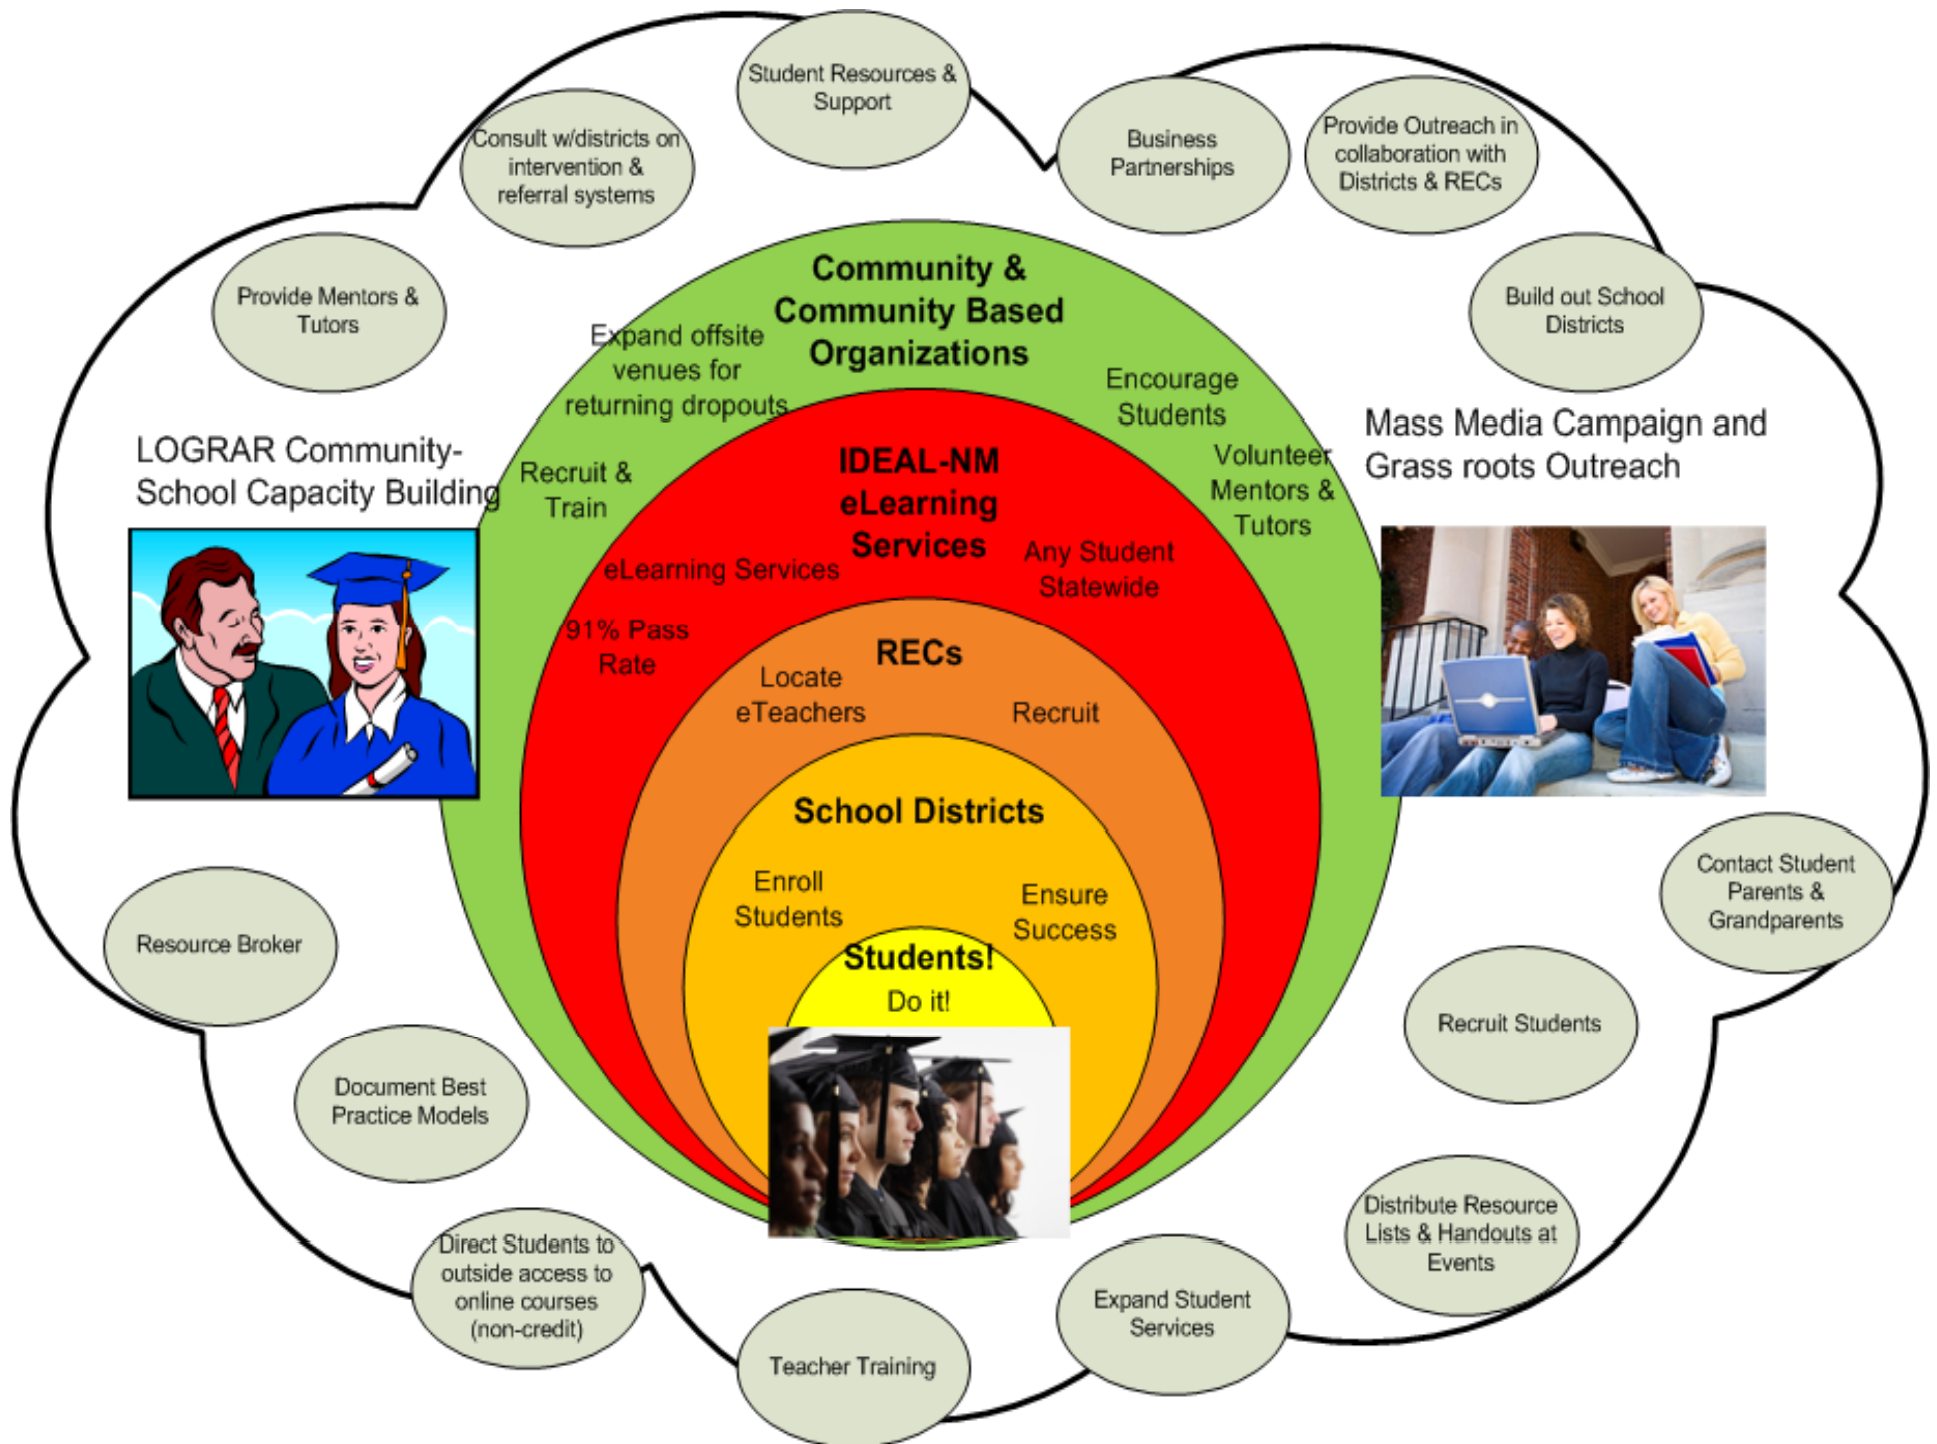 Student Resources &
Support
Consult w/districts on
intervention &
referral systems
Business
Partnerships
Provide Outreach in
collaboration with
Districts & RECs
Provide Mentors &
Tutors
Build out School
Districts
Community &
Community Based
Organizations
Expand offsite
venues for
returning dropouts
Encourage
Students
Recruit &
Train
Volunteer
Mentors &
Tutors
LOGRAR Community-
School Capacity Building
Mass Media Campaign and
Grass roots Outreach
IDEAL-NM
eLearning
Services
eLearning Services
Any Student
Statewide
91% Pass
Rate
RECs
Locate
eTeachers
Recruit
School Districts
Enroll
Students
Ensure
Success
Students!
Do it!
Contact Student
Parents &
Grandparents
Resource Broker
Recruit Students
Document Best
Practice Models
Distribute Resource
Lists & Handouts at
Events
Direct Students to
outside access to
online courses
(non-credit)
Expand Student
Services
Teacher Training